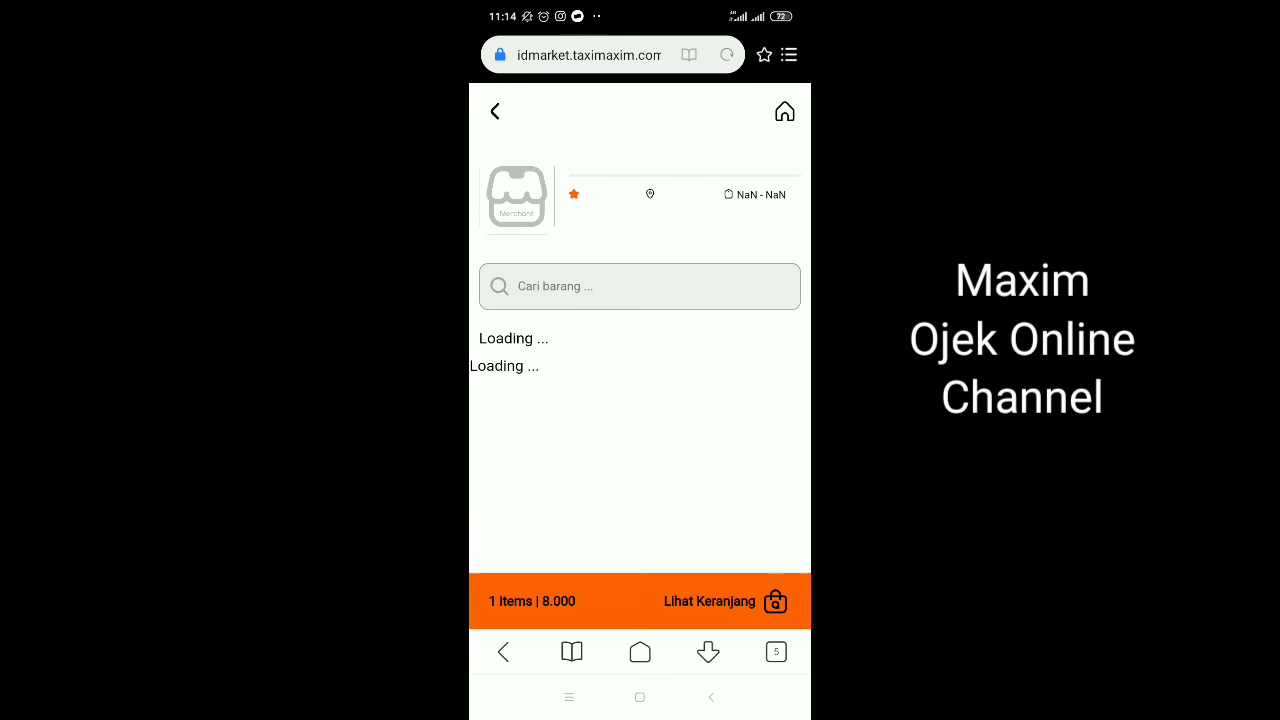 11:14
72
idmarket.taximaxim.com
Merchant
NaN - NaN
Cari barang ...
Loading ...
Loading ...
1 items | 8.000
Lihat Keranjang
5
Maxim
Ojek Online
Channel